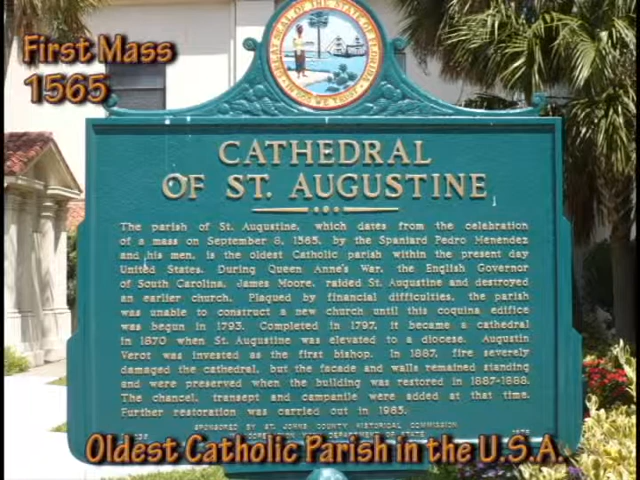 First Mass
1565
GREAT SEAL OF THE STATE OF FLORIDA
IN GOD WE TRUST
CATHEDRAL
OF ST. AUGUSTINE
The parish of St. Augustine, which dates from the celebration
of a mass on September 8, 1565, by the Spaniard Pedro Menendez
and his men, is the oldest Catholic parish within the present day
United States. During Queen Anne's War, the English Governor
of South Carolina, James Moore, raided St. Augustine and destroyed
an earlier church. Plaqued by financial difficulties, the parish
was unable to construct a new church until this coquina edifice
was begun in 1793. Completed in 1797, it became a cathedral
in 1870 when St. Augustine was elevated to a diocese. Augustin
Verot was invested as the first bishop. In 1887, fire severely
damaged the cathedral, but the facade and walls remained standing
and were preserved when the building was restored in 1887-1888.
The chancel, transept and campanile were added at that time.
Further restoration was carried out in 1965.
SPONSORED BY ST. JOHNS COUNTY HISTORICAL COMMISSION
DEPARTMENT OF STATE
Oldest Catholic Parish in the U.S.A.